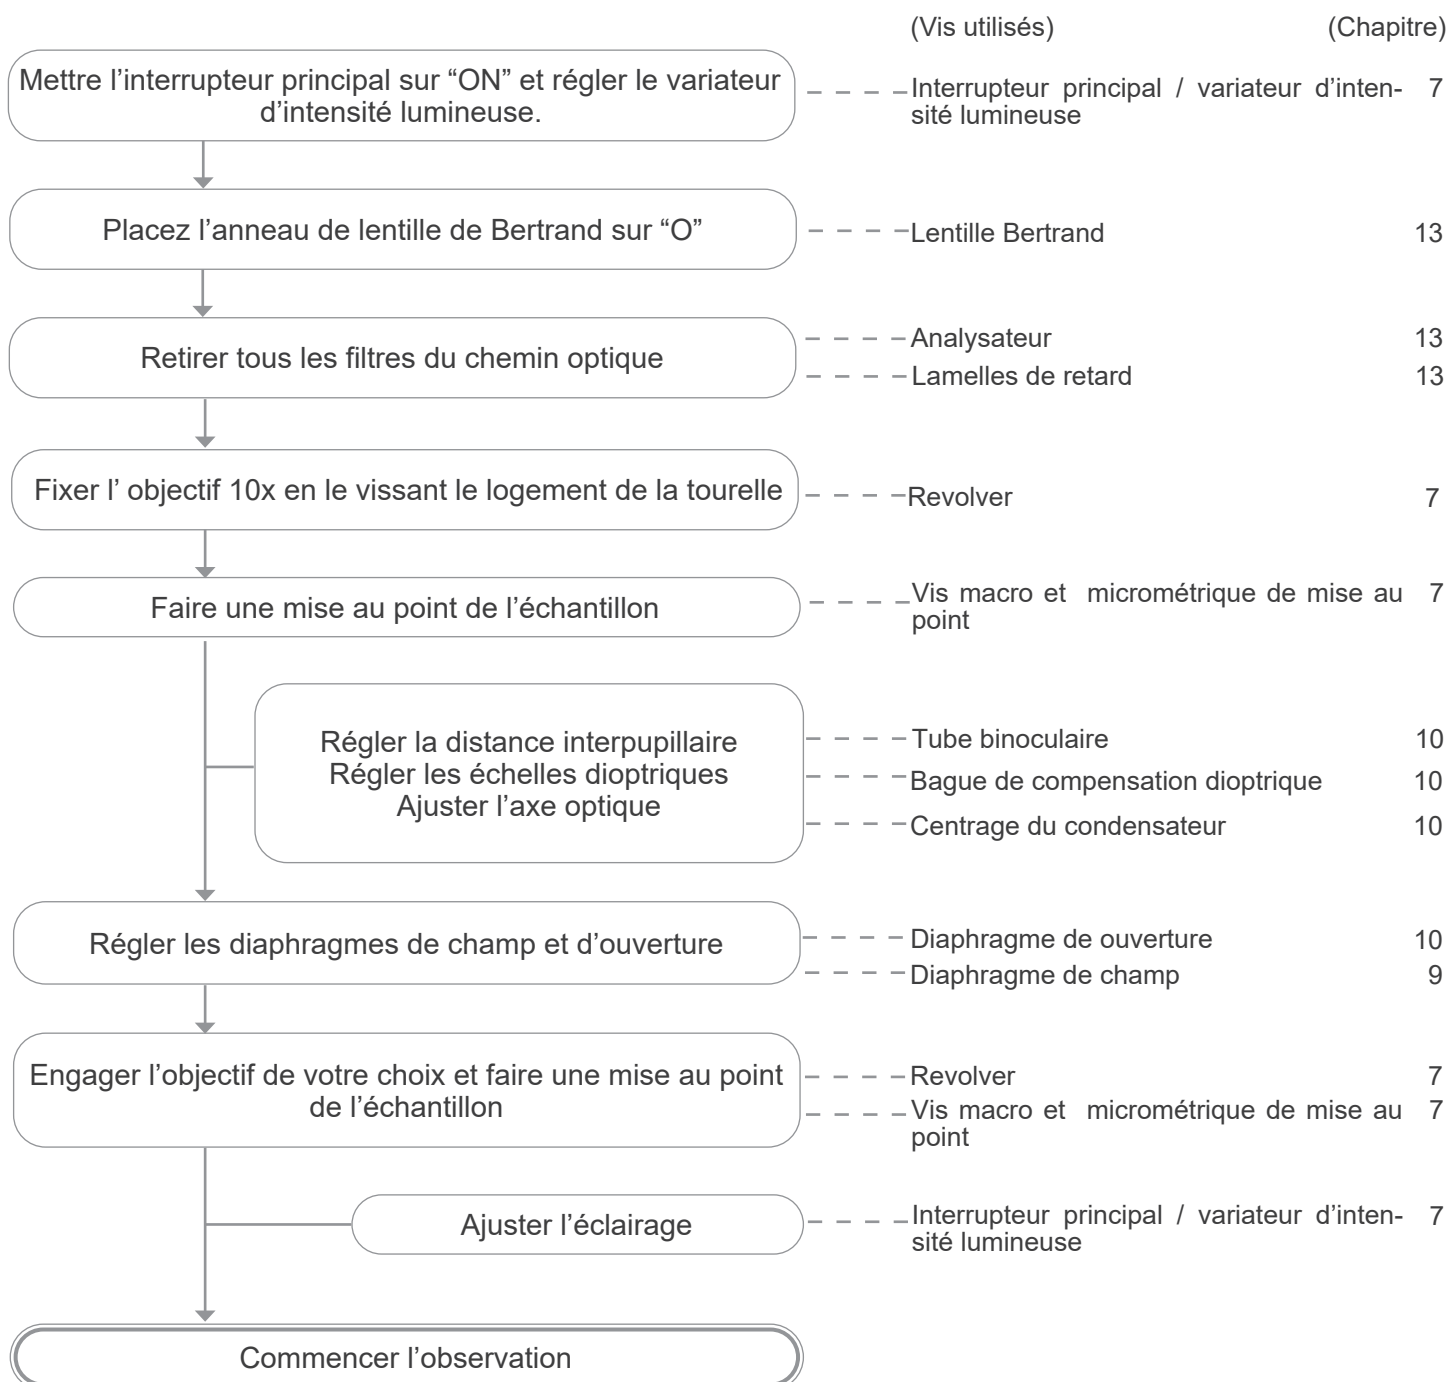 (Vis utilisés) (Chapitre)
Mettre l’interrupteur principal sur “ON” et régler le variateur
d’intensité lumineuse.
Interrupteur principal / variateur d’inten- 7
sité lumineuse
Placez l’anneau de lentille de Bertrand sur “O”
Lentille Bertrand 13
Retirer tous les filtres du chemin optique
Analysateur 13
Lamelles de retard 13
Fixer l’ objectif 10x en le vissant le logement de la tourelle
Revolver 7
Faire une mise au point de l’échantillon
Vis macro et micrométrique de mise au 7
point
Régler la distance interpupillaire
Régler les échelles dioptriques
Ajuster l’axe optique
Tube binoculaire 10
Bague de compensation dioptrique 10
Centrage du condensateur 10
Régler les diaphragmes de champ et d’ouverture
Diaphragme de ouverture 10
Diaphragme de champ 9
Engager l’objectif de votre choix et faire une mise au point
de l’échantillon
Revolver 7
Vis macro et micrométrique de mise au 7
point
Ajuster l’éclairage
Interrupteur principal / variateur d’inten- 7
sité lumineuse
Commencer l’observation